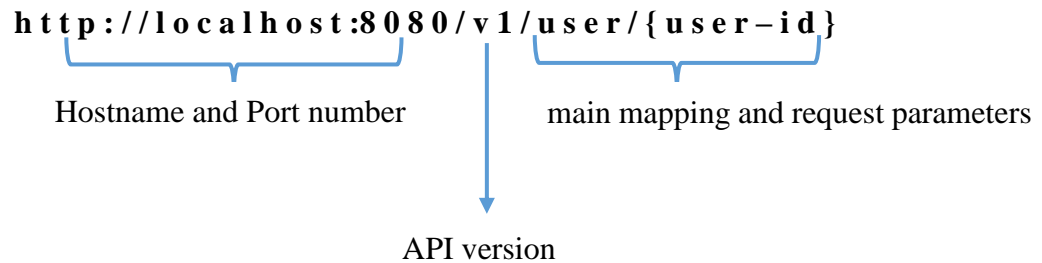 http://localhost:8080/v1/user/{user–id}
Hostname and Port number
main mapping and request parameters
API version